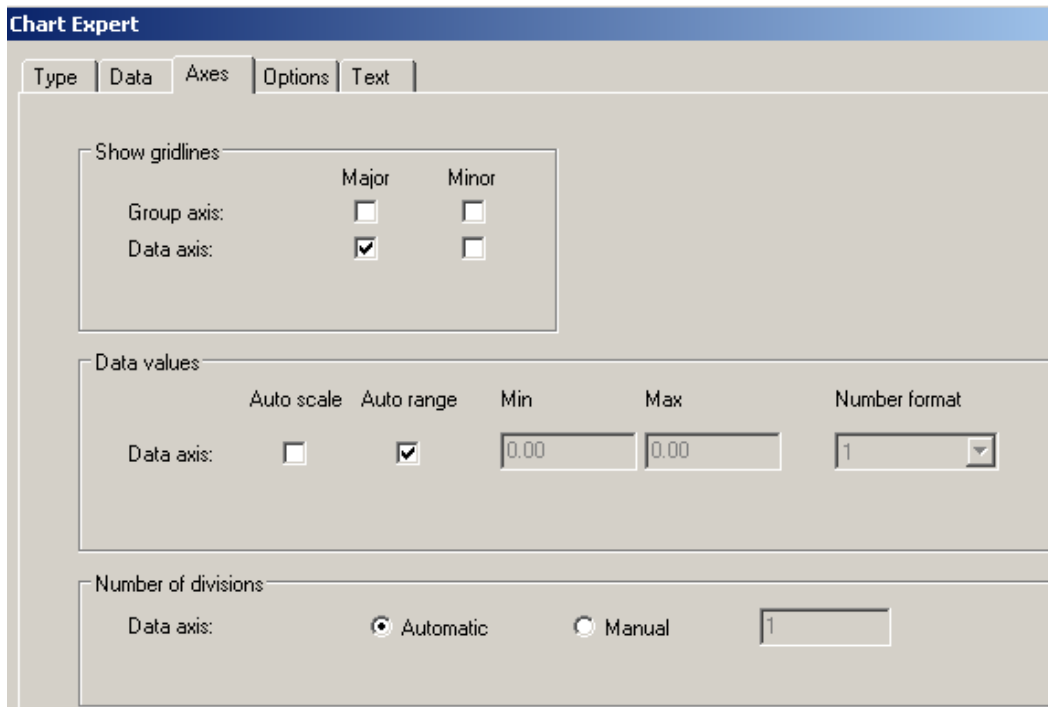 Chart Expert
Type Data Axes Options Text
Show gridlines
Major Minor
Group axis:
Data axis:
Data values
Auto scale Auto range Min Max Number format
Data axis: 0.00 0.00 1
Number of divisions
Data axis: Automatic Manual 1